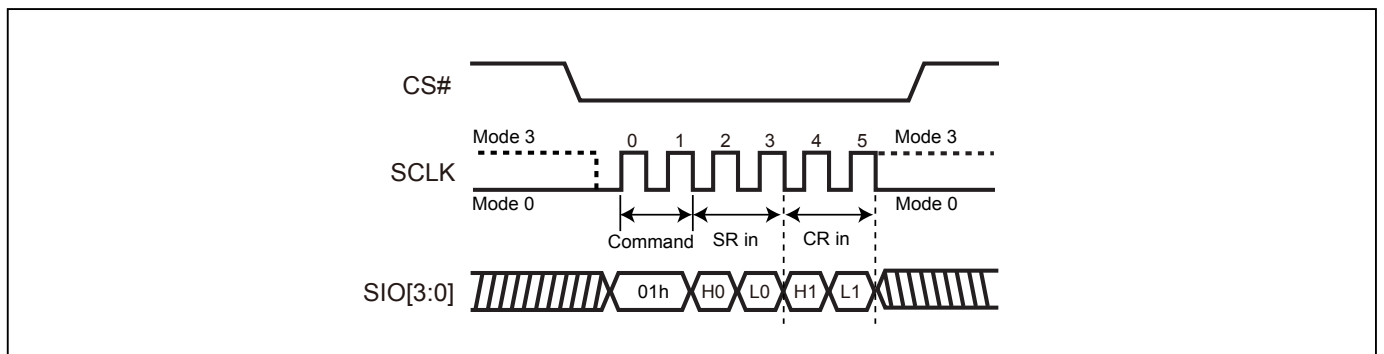 CS#
Mode 3 0 1 2 3 4 5 Mode 3
SCLK
Mode 0 Mode 0
Command SR in CR in
SIO[3:0] 01h H0 L0 H1 L1